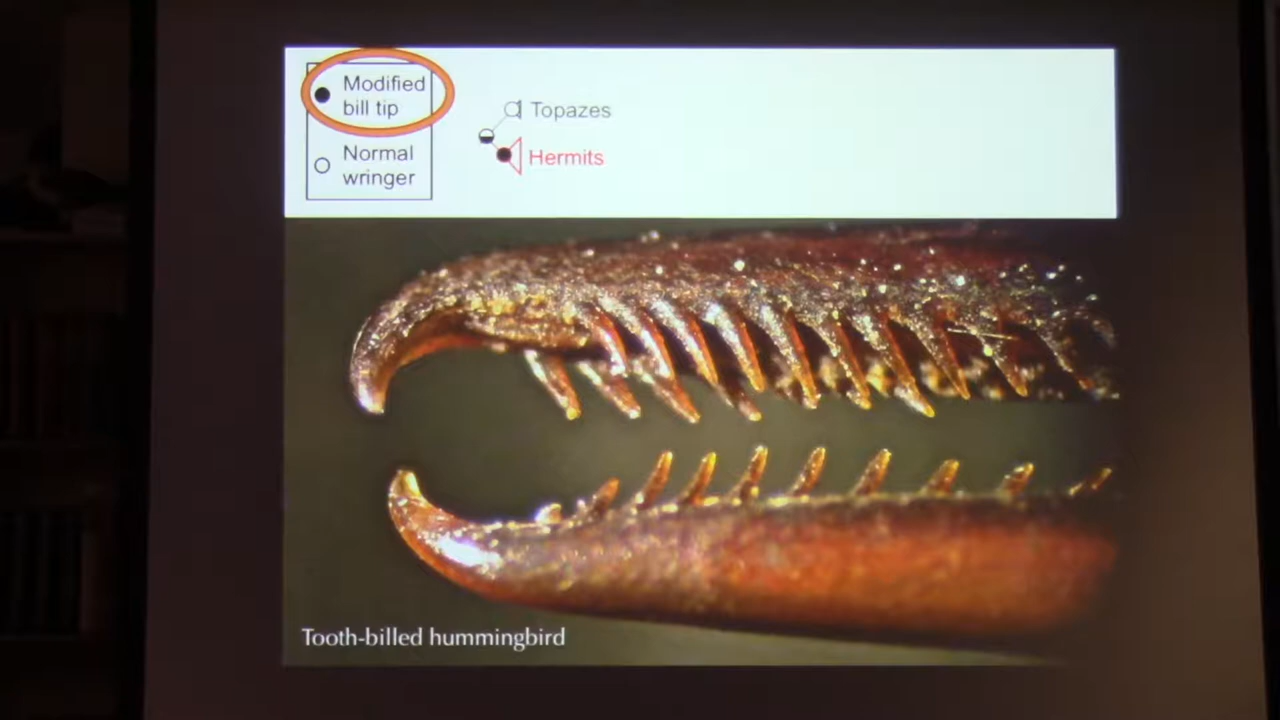 Modified
bill tip
Normal
wringer
Topazes
Hermits
Tooth-billed hummingbird